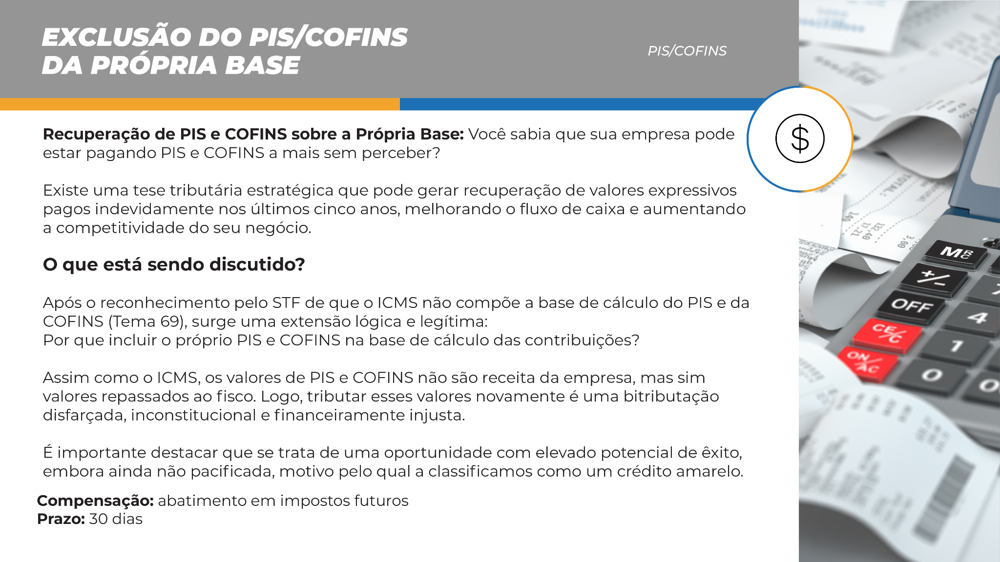 EXCLUSÃO DO PIS/COFINS
DA PRÓPRIA BASE
PIS/COFINS
$
Recuperação de PIS e COFINS sobre a Própria Base: Você sabia que sua empresa pode
estar pagando PIS e COFINS a mais sem perceber?
Existe uma tese tributária estratégica que pode gerar recuperação de valores expressivos
pagos indevidamente nos últimos cinco anos, melhorando o fluxo de caixa e aumentando
a competitividade do seu negócio.
O que está sendo discutido?
Após o reconhecimento pelo STF de que o ICMS não compõe a base de cálculo do PIS e da
COFINS (Tema 69), surge uma extensão lógica e legítima:
Por que incluir o próprio PIS e COFINS na base de cálculo das contribuições?
Assim como o ICMS, os valores de PIS e COFINS não são receita da empresa, mas sim
valores repassados ao fisco. Logo, tributar esses valores novamente é uma bitributação
disfarçada, inconstitucional e financeiramente injusta.
É importante destacar que se trata de uma oportunidade com elevado potencial de êxito,
embora ainda não pacificada, motivo pelo qual a classificamos como um crédito amarelo.
Compensação: abatimento em impostos futuros
Prazo: 30 dias
TOTAL
149
17,21
132,40
3,00
MRC
+/-
OFF
4
CE/C
1
ON/AC
0